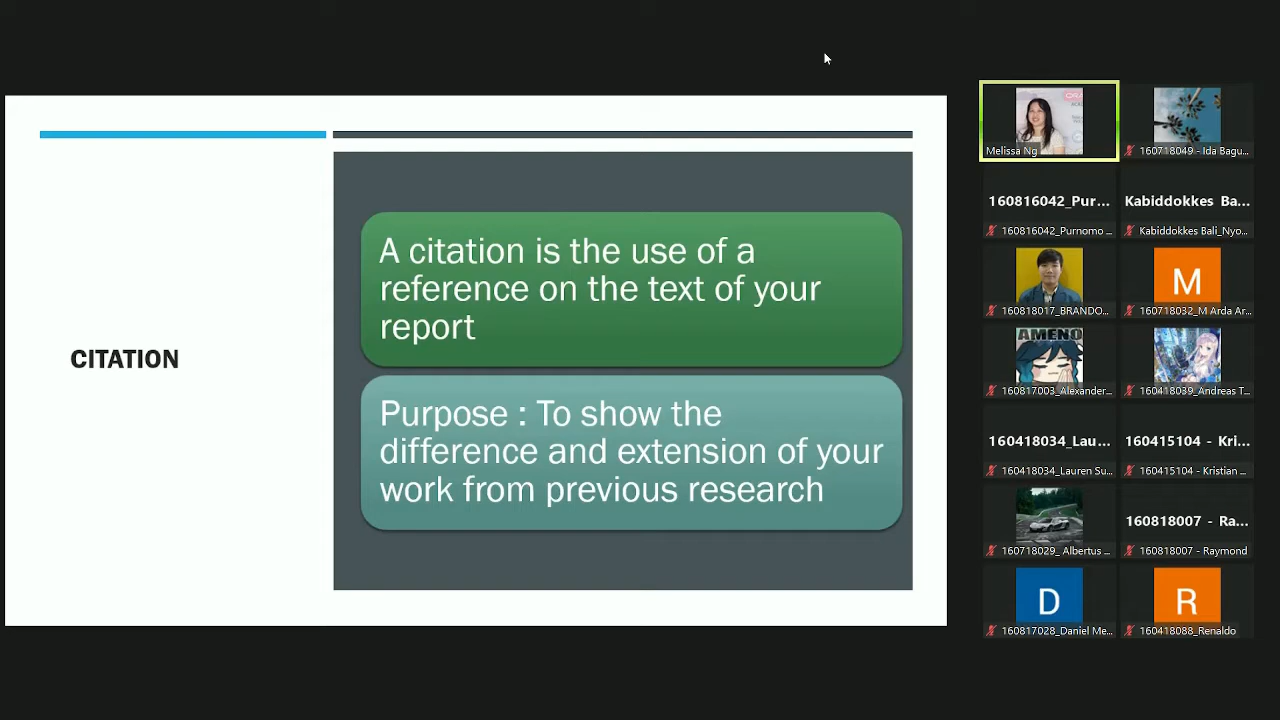 CITATION
A citation is the use of a
reference on the text of your
report
Purpose : To show the
difference and extension of your
work from previous research
Melissa Ng
160718049 - Ida Bagu...
160816042_Pur...
160816042_Purnomo ...
Kabiddokkes Ba...
Kabiddokkes Bali_Nyo...
160818017_BRANDO...
M
160718032_M Arda Ar...
AMENO
160817003_Alexander...
160418039_Andreas T...
160418034_Lau...
160418034_Lauren Su...
160415104 - Kri...
160415104 - Kristian ...
160718029_ Albertus ...
160818007 - Ra...
160818007 - Raymond
D
160817028_Daniel Me...
R
160418088_Renaldo